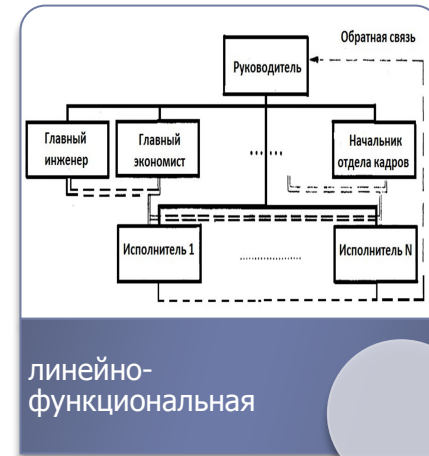 Обратная связь
Руководитель
Главный
инженер
Главный
экономист
......
Начальник
отдела кадров
Исполнитель 1
................
Исполнитель N
линейно-
функциональная